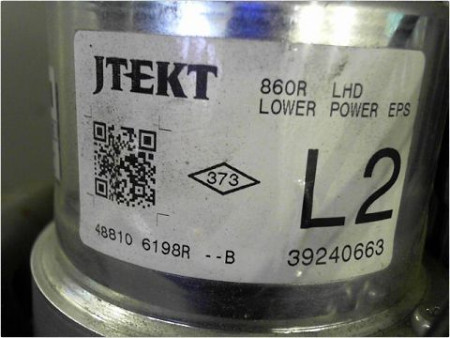 JTEKT
860R LHD
LOWER POWER EPS
373
L2
48810 6198R --B
39240663